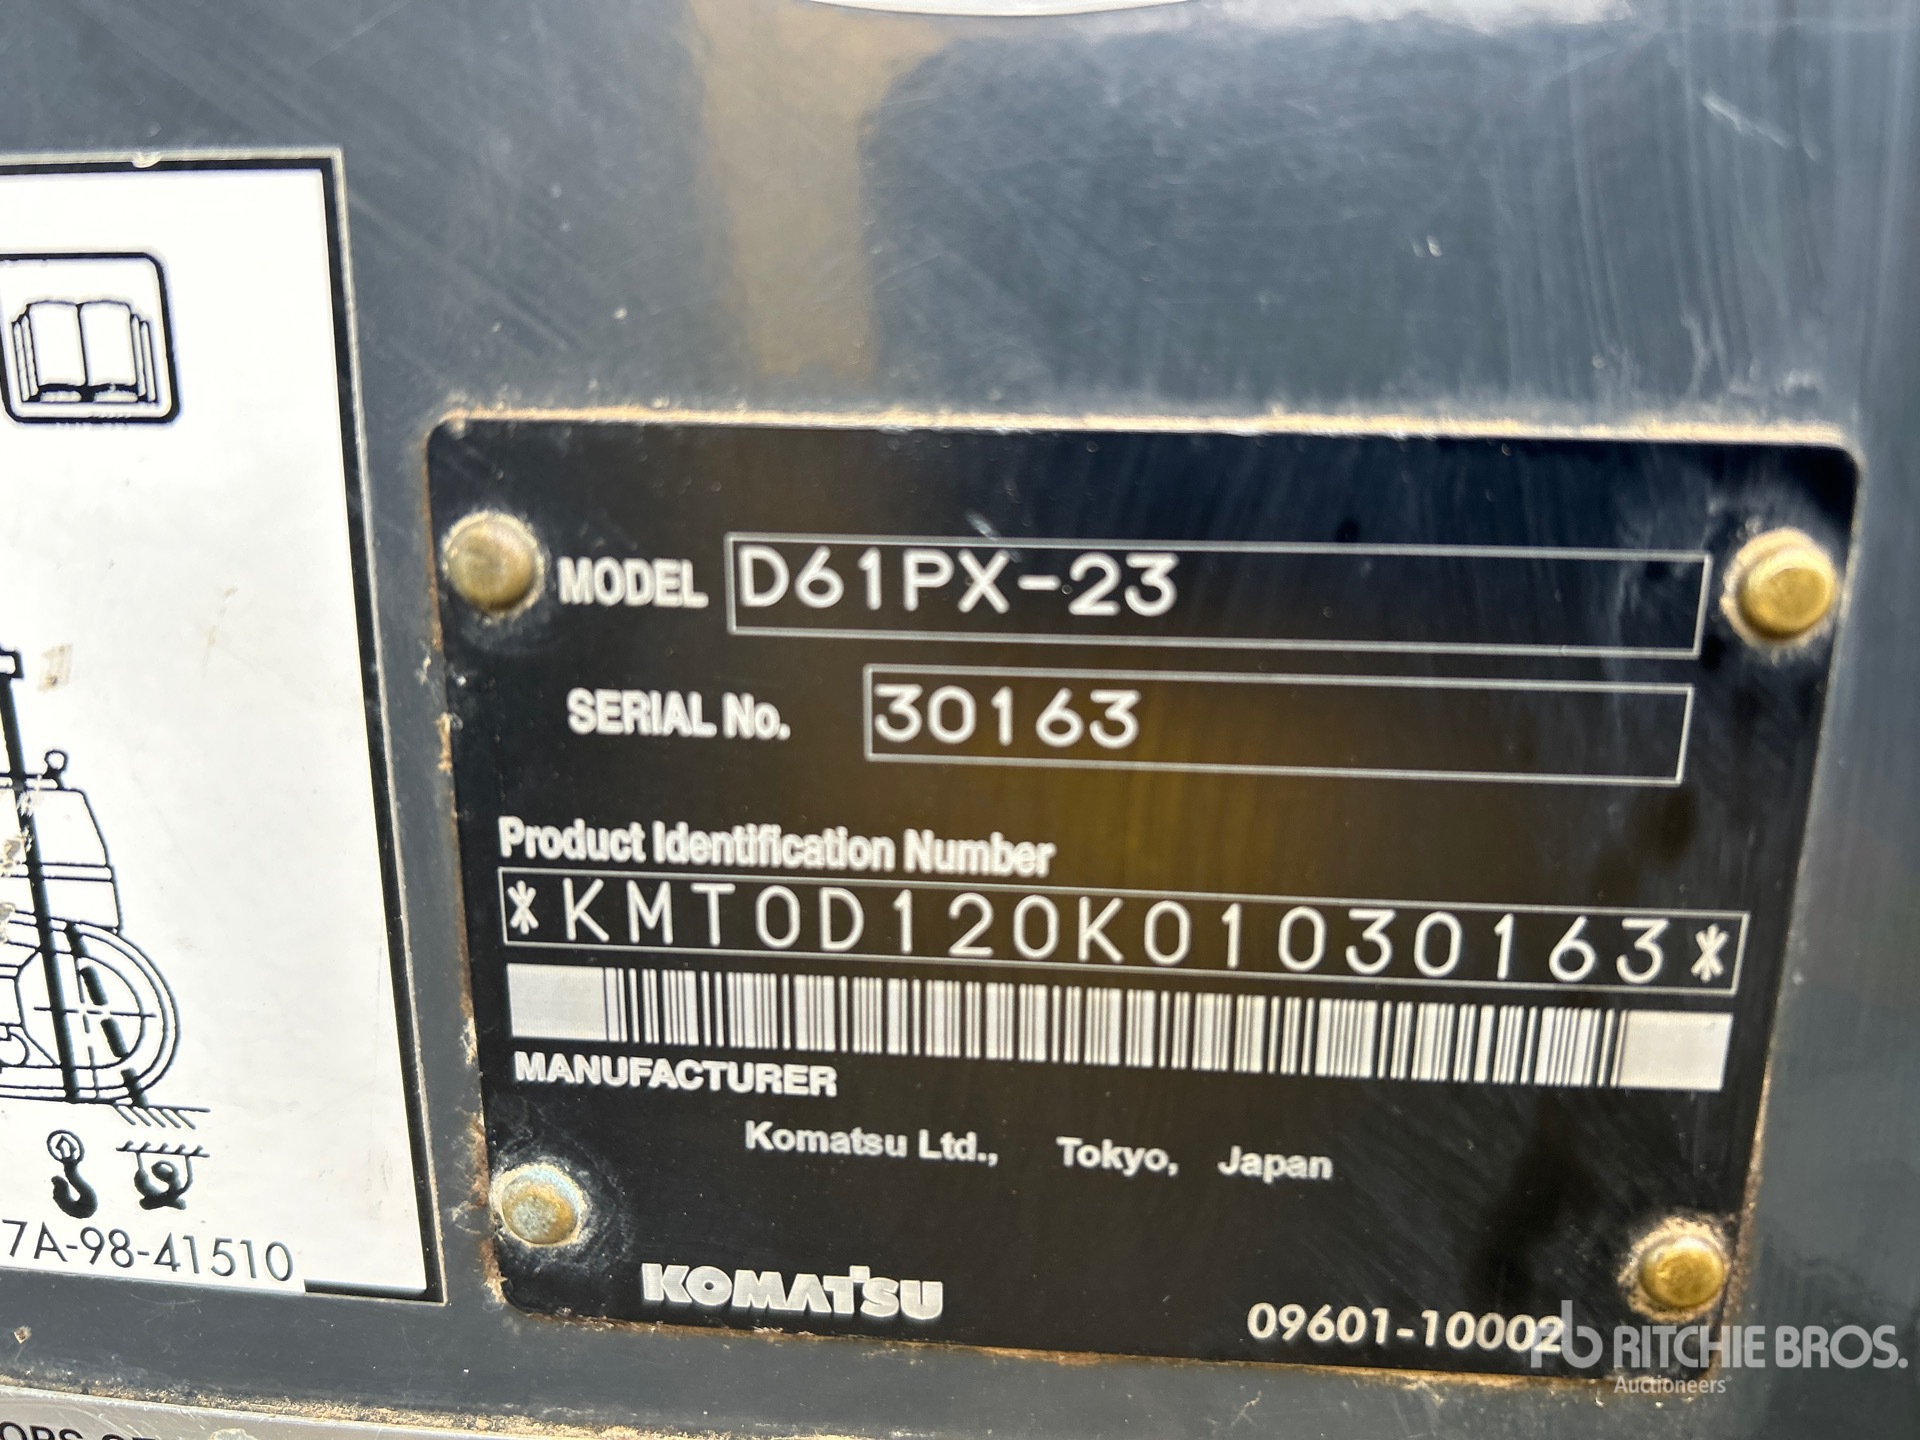 MODEL D61PX-23
SERIAL No. 30163
Product Identification Number
*KMT0D120K01030163*
MANUFACTURER
Komatsu Ltd., Tokyo, Japan
KOMATSU
09601-10002
7A-98-41510
rb RITCHIE BROS.
Auctioneers